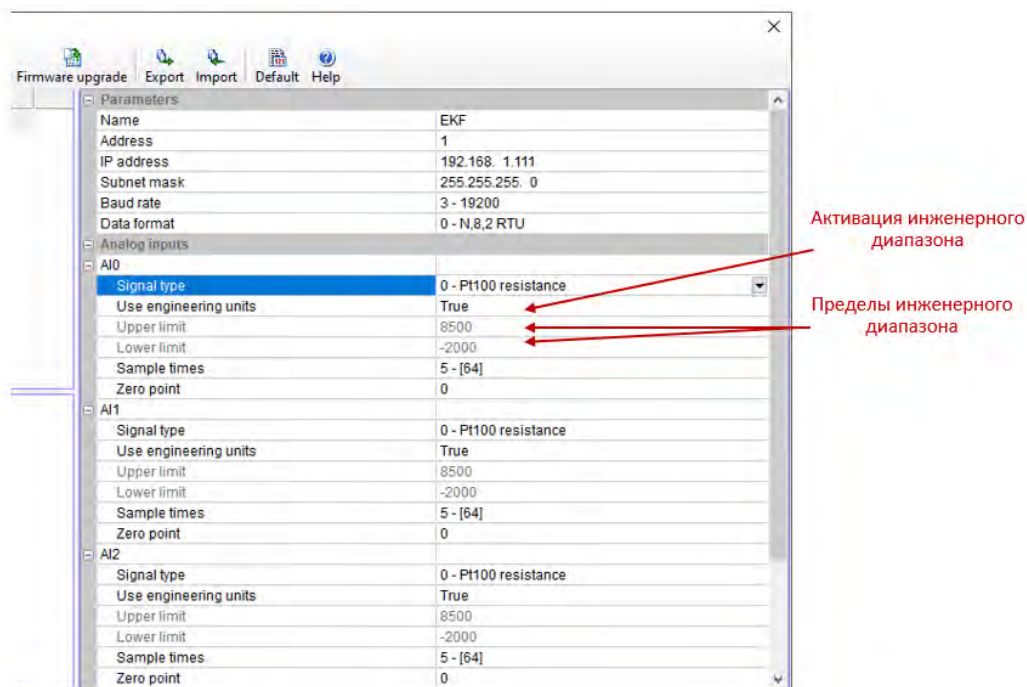 Firmware upgrade Export Import Default Help
Parameters
Name EKF
Address 1
IP address 192.168. 1.111
Subnet mask 255.255.255. 0
Baud rate 3 - 19200
Data format 0 - N,8,2 RTU
Analog inputs
AI0
Signal type 0 - Pt100 resistance
Use engineering units True
Upper limit 8500
Lower limit -2000
Sample times 5 - [64]
Zero point 0
AI1
Signal type 0 - Pt100 resistance
Use engineering units True
Upper limit 8500
Lower limit -2000
Sample times 5 - [64]
Zero point 0
AI2
Signal type 0 - Pt100 resistance
Use engineering units True
Upper limit 8500
Lower limit -2000
Sample times 5 - [64]
Zero point 0
Активация инженерного
диапазона
Пределы инженерного
диапазона